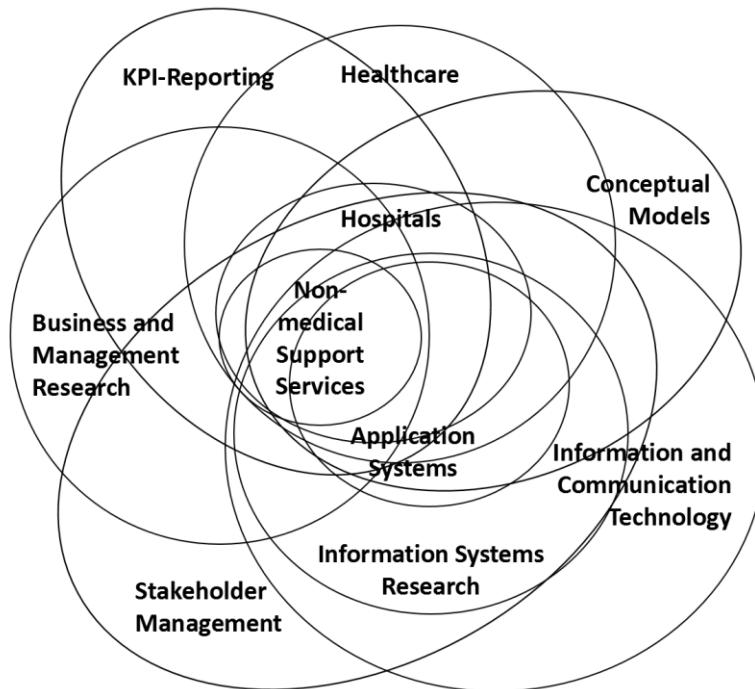 KPI-Reporting
Healthcare
Conceptual
Models
Hospitals
Non-
medical
Support
Services
Business and
Management
Research
Application
Systems
Information and
Communication
Technology
Information Systems
Research
Stakeholder
Management